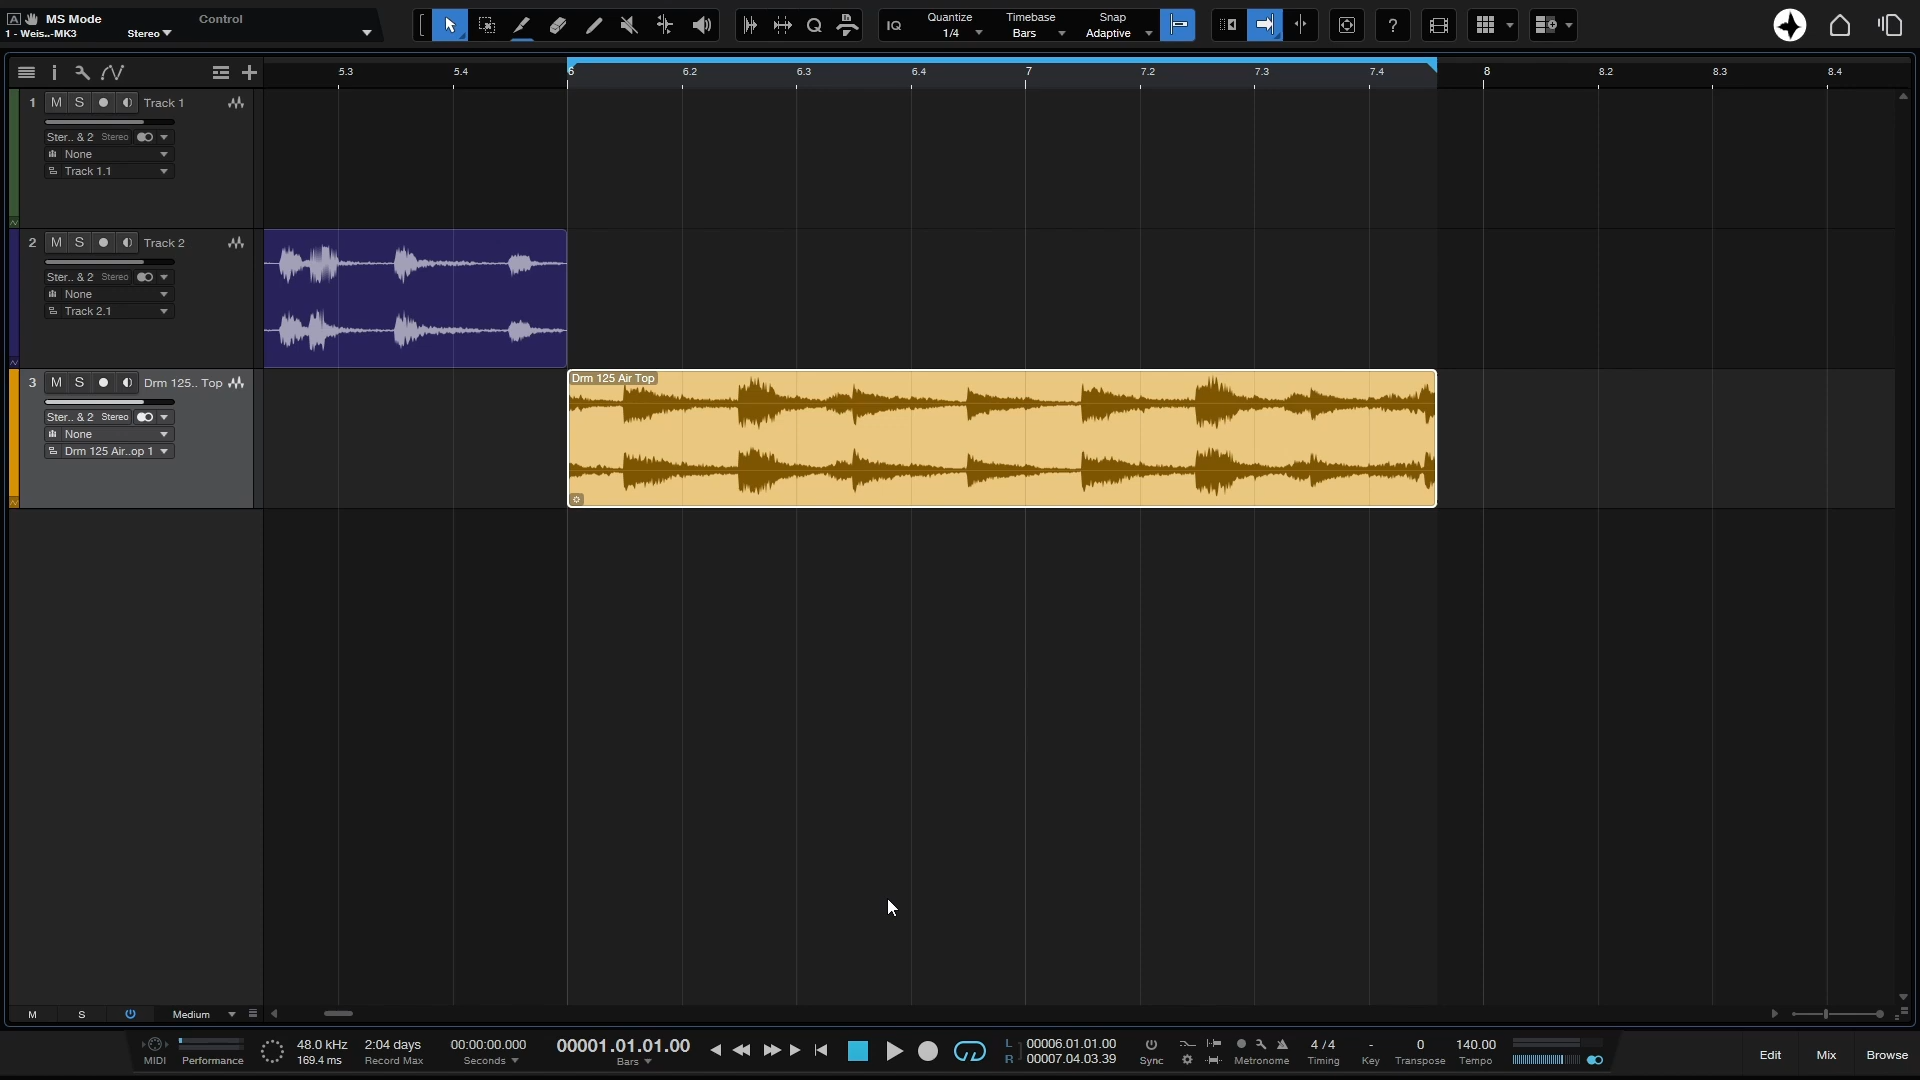 A MS Mode Control
1 - Weis..-MK3 Stereo
IQ Quantize Timebase Snap
1/4 Bars Adaptive
?
5.3 5.4 6 6.2 6.3 6.4 7 7.2 7.3 7.4 8 8.2 8.3 8.4
1 M S Track 1
Ster.. & 2 Stereo
None
Track 1.1
2 M S Track 2
Ster.. & 2 Stereo
None
Track 2.1
3 M S Drm 125.. Top
Ster.. & 2 Stereo
None
Drm 125 Air..op 1
Drm 125 Air Top
M S Medium
MIDI Performance
48.0 kHz
169.4 ms
2:04 days
Record Max
00:00:00.000
Seconds
00001.01.01.00
Bars
L 00006.01.01.00
R 00007.04.03.39
Sync
Metronome
4 / 4
Timing
-
Key
0
Transpose
140.00
Tempo
Edit Mix Browse